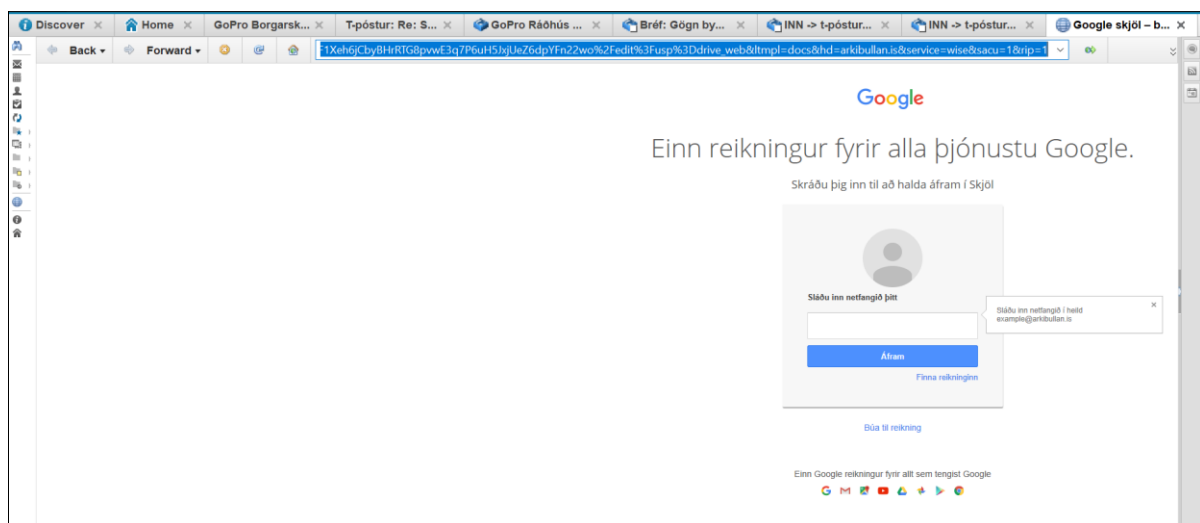 Discover
Home
GoPro Borgarsk...
T-póstur: Re: S...
GoPro Ráðhús ...
Bréf: Gögn by...
INN -> t-póstur...
INN -> t-póstur...
Google skjöl – b...
Back
Forward
F1Xeh6jCbyBHrRTG8pvwE3q7P6uH5JxjUeZ6dpYFn22wo%2Fedit%3Fusp%3Ddrive_web&ltmpl=docs&hd=arkibullan.is&service=wise&sacu=1&rip=1
Google
Einn reikningur fyrir alla þjónustu Google.
Skráðu þig inn til að halda áfram í Skjöl
Sláðu inn netfangið þitt
Sláðu inn netfangið í heild
example@arkibullan.is
Áfram
Finna reikninginn
Búa til reikning
Einn Google reikningur fyrir allt sem tengist Google